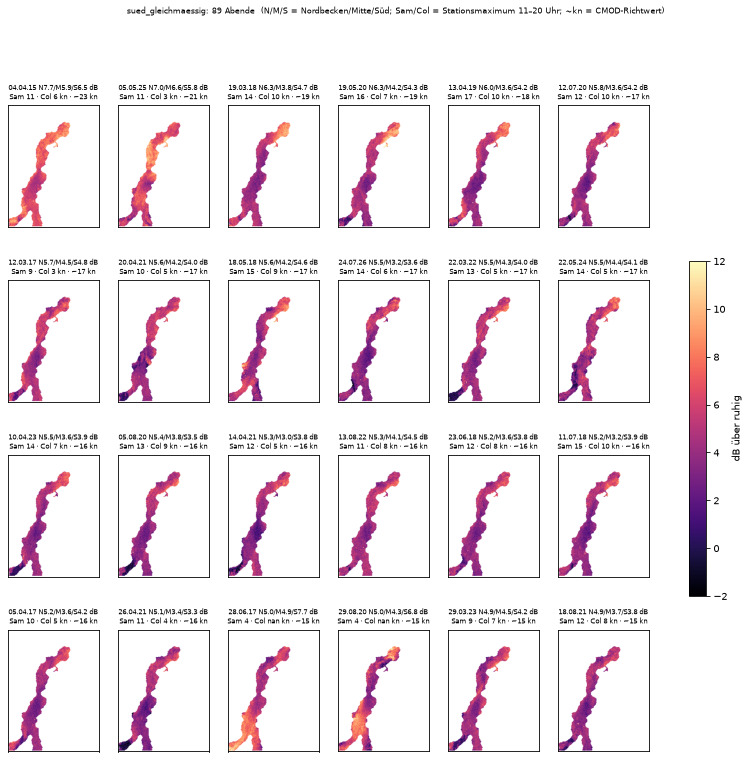 sued_gleichmaessig: 89 Abende (N/M/S = Nordbecken/Mitte/Süd; Sam/Col = Stationsmaximum 11–20 Uhr; ~kn = CMOD-Richtwert)
04.04.15 N7.7/M5.9/S6.5 dB
Sam 11 · Col 6 kn · ~23 kn
05.05.25 N7.0/M6.6/S5.8 dB
Sam 11 · Col 3 kn · ~21 kn
19.03.18 N6.3/M3.8/S4.7 dB
Sam 14 · Col 10 kn · ~19 kn
19.05.20 N6.3/M4.2/S4.3 dB
Sam 16 · Col 7 kn · ~19 kn
13.04.19 N6.0/M3.6/S4.2 dB
Sam 17 · Col 10 kn · ~18 kn
12.07.20 N5.8/M3.6/S4.2 dB
Sam 12 · Col 10 kn · ~17 kn
12.03.17 N5.7/M4.5/S4.8 dB
Sam 9 · Col 3 kn · ~17 kn
20.04.21 N5.6/M4.2/S4.0 dB
Sam 10 · Col 5 kn · ~17 kn
18.05.18 N5.6/M4.2/S4.6 dB
Sam 15 · Col 9 kn · ~17 kn
24.07.26 N5.5/M3.2/S3.6 dB
Sam 14 · Col 6 kn · ~17 kn
22.03.22 N5.5/M4.3/S4.0 dB
Sam 13 · Col 5 kn · ~17 kn
22.05.24 N5.5/M4.4/S4.1 dB
Sam 14 · Col 5 kn · ~17 kn
10.04.23 N5.5/M3.6/S3.9 dB
Sam 14 · Col 7 kn · ~16 kn
05.08.20 N5.4/M3.8/S3.5 dB
Sam 13 · Col 9 kn · ~16 kn
14.04.21 N5.3/M3.0/S3.8 dB
Sam 12 · Col 5 kn · ~16 kn
13.08.22 N5.3/M4.1/S4.5 dB
Sam 11 · Col 8 kn · ~16 kn
23.06.18 N5.2/M3.6/S3.8 dB
Sam 12 · Col 8 kn · ~16 kn
11.07.18 N5.2/M3.2/S3.9 dB
Sam 15 · Col 10 kn · ~16 kn
05.04.17 N5.2/M3.6/S4.2 dB
Sam 10 · Col 5 kn · ~16 kn
26.04.21 N5.1/M3.4/S3.3 dB
Sam 11 · Col 4 kn · ~16 kn
28.06.17 N5.0/M4.9/S7.7 dB
Sam 4 · Col nan kn · ~15 kn
29.08.20 N5.0/M4.3/S6.8 dB
Sam 4 · Col nan kn · ~15 kn
29.03.23 N4.9/M4.5/S4.2 dB
Sam 9 · Col 7 kn · ~15 kn
18.08.21 N4.9/M3.7/S3.8 dB
Sam 12 · Col 8 kn · ~15 kn
12
10
8
6
4
2
0
−2
dB über ruhig